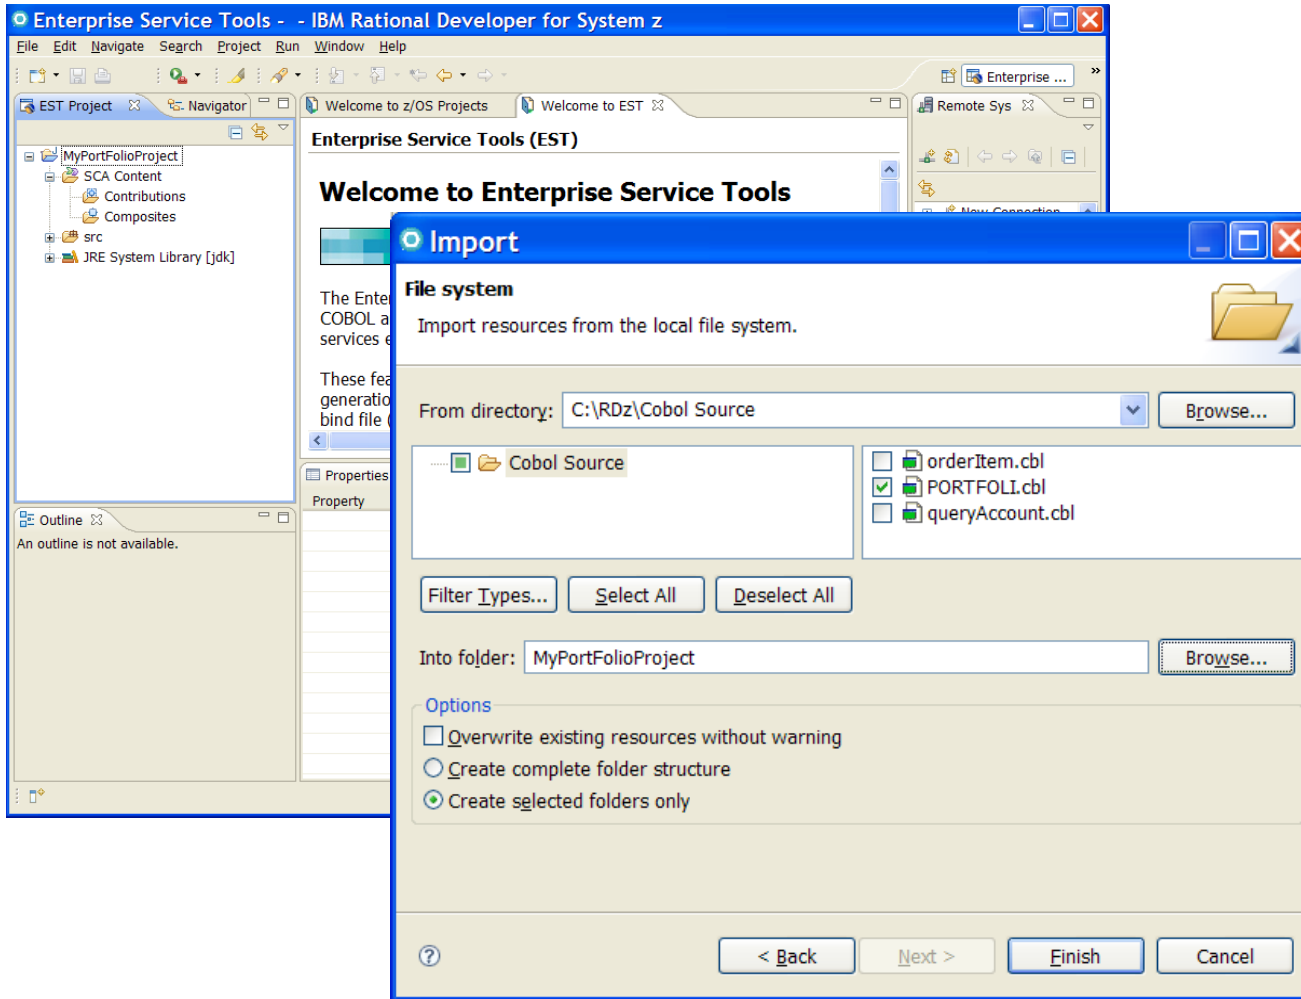 Enterprise Service Tools - - IBM Rational Developer for System z
File Edit Navigate Search Project Run Window Help
Enterprise ... »
EST Project Navigator
Welcome to z/OS Projects Welcome to EST
Remote Sys
Enterprise Service Tools (EST)
MyPortFolioProject
SCA Content
Contributions
Composites
src
JRE System Library [jdk]
Welcome to Enterprise Service Tools
New Connection
The Enter
COBOL a
services e
These fea
generatio
bind file (
Properties
Property
Outline
An outline is not available.
Import
File system
Import resources from the local file system.
From directory: C:\RDz\Cobol Source Browse...
Cobol Source
orderItem.cbl
PORTFOLI.cbl
queryAccount.cbl
Filter Types... Select All Deselect All
Into folder: MyPortFolioProject Browse...
Options
Overwrite existing resources without warning
Create complete folder structure
Create selected folders only
? < Back Next > Finish Cancel